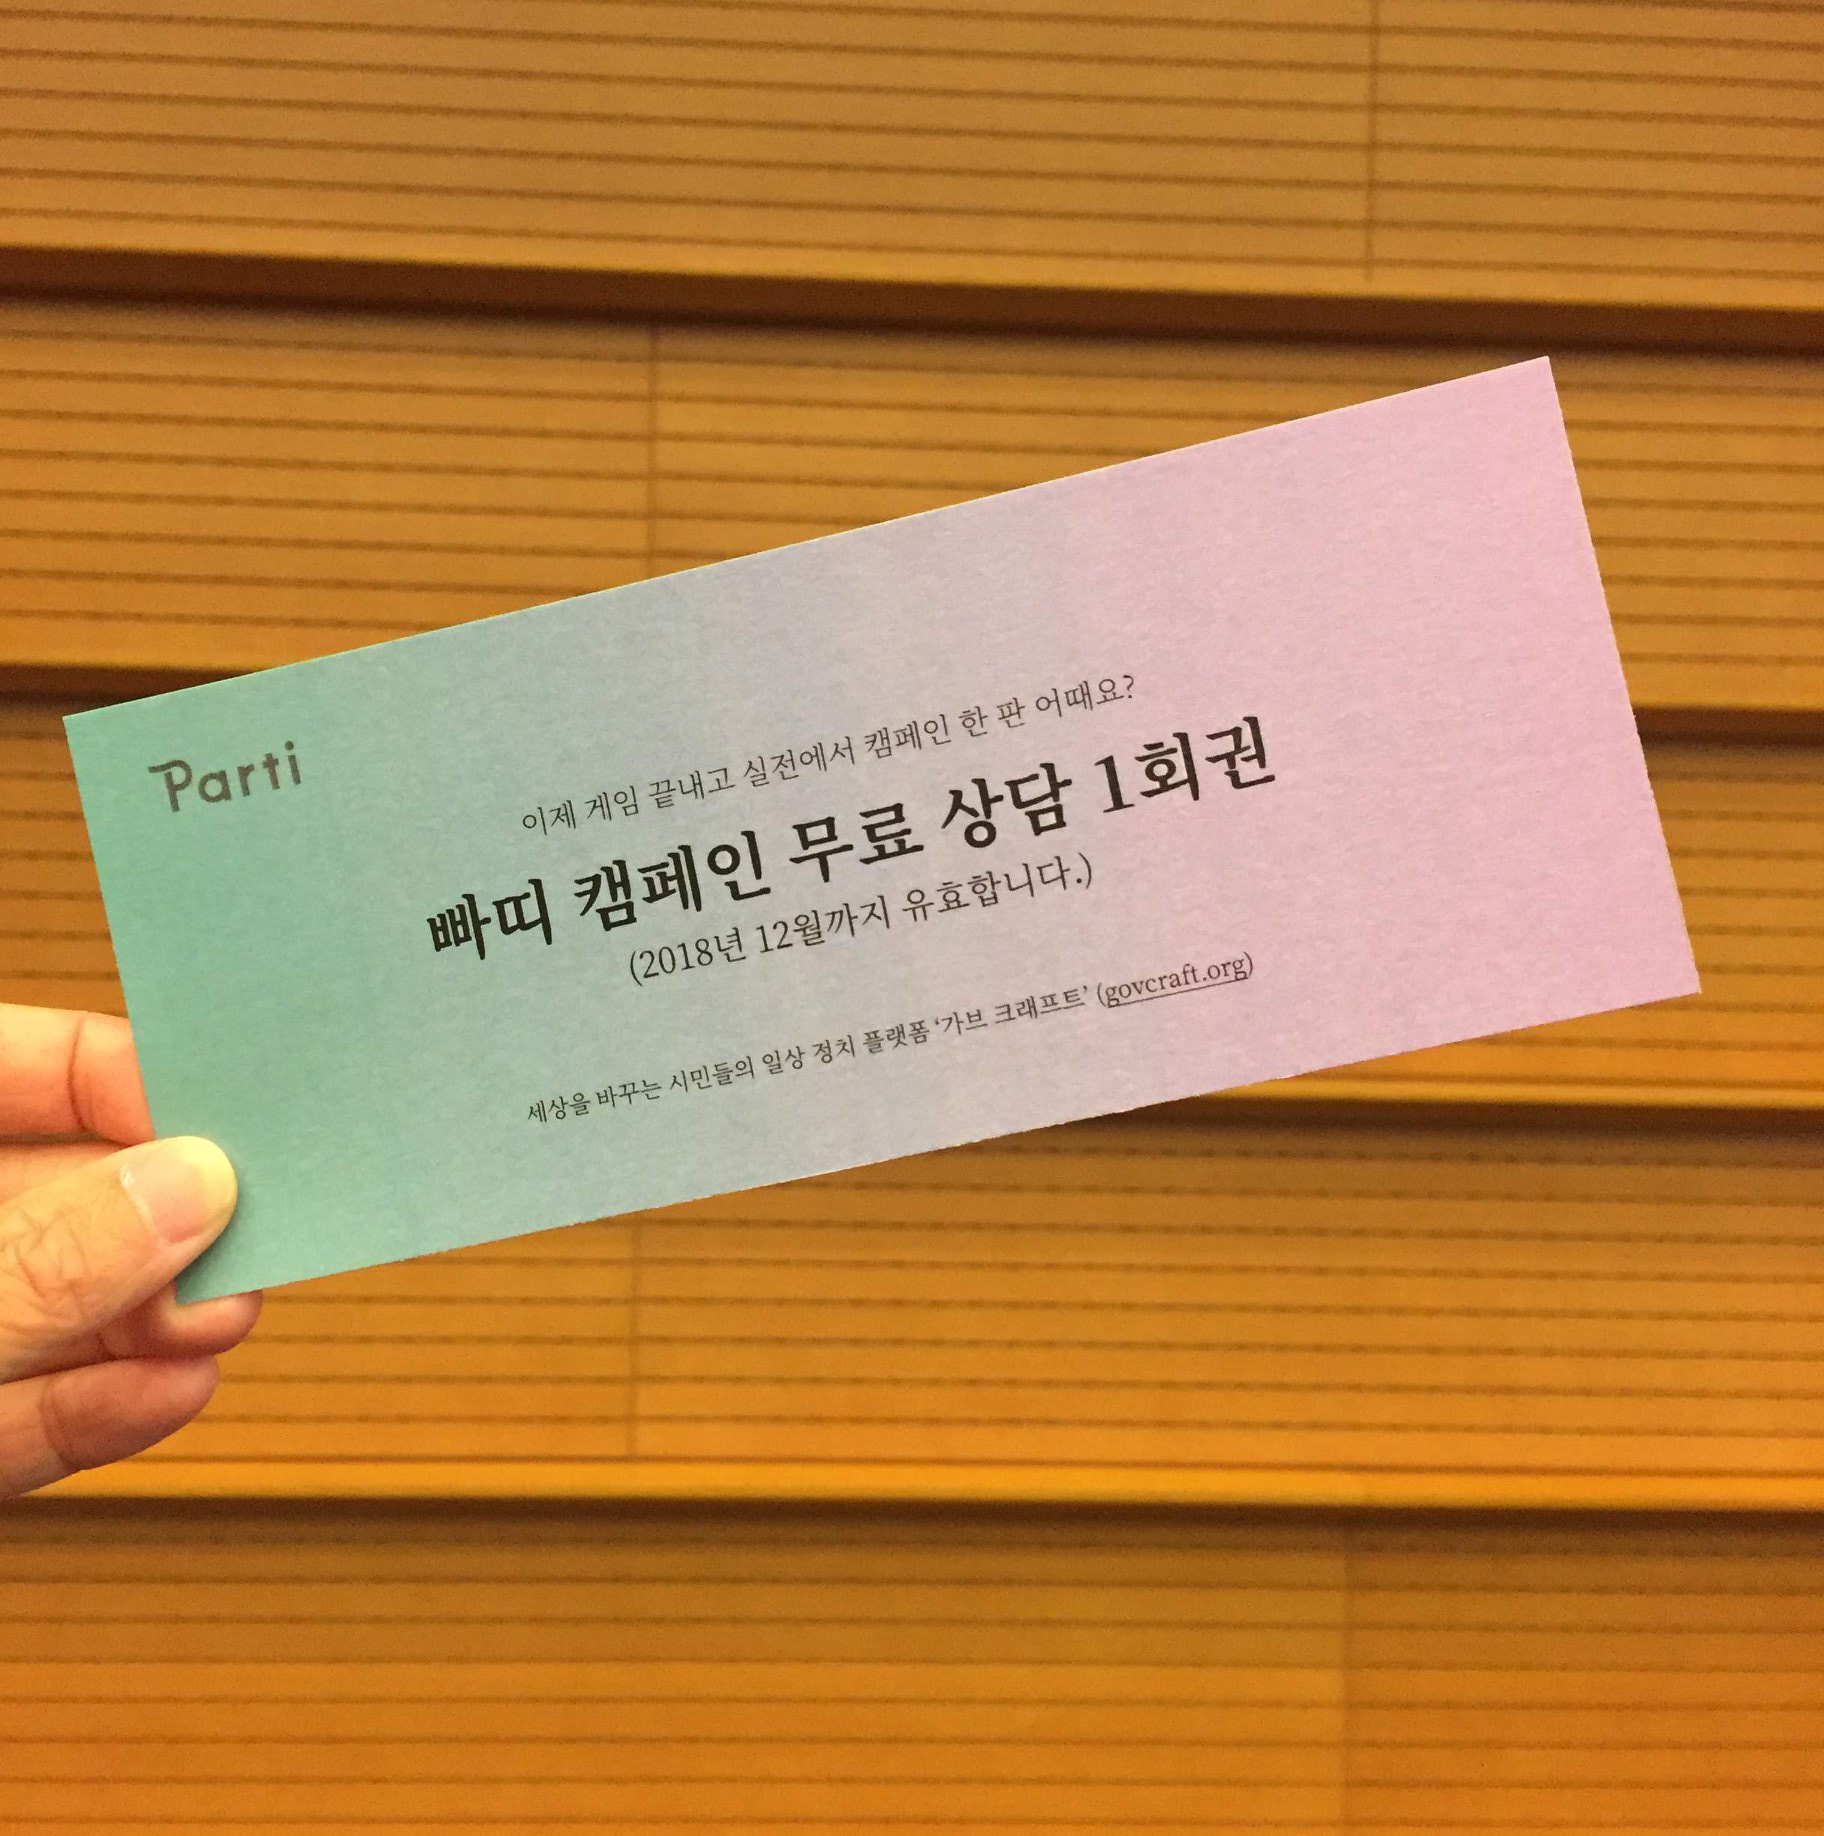 Parti
이제 게임 끝내고 실전에서 캠페인 한 판 어때요?
빠띠 캠페인 무료 상담 1회권
(2018년 12월까지 유효합니다.)
세상을 바꾸는 시민들의 일상 정치 플랫폼 ‘가브 크래프트’ (govcraft.org)